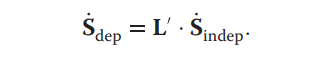 Ṡ_dep = L′ · Ṡ_indep.